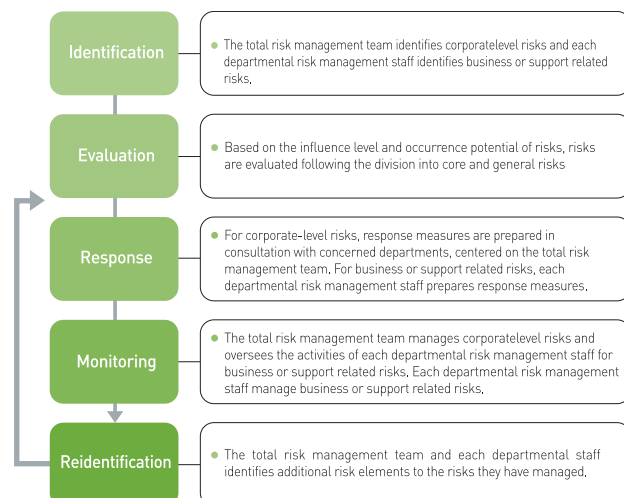 Identification
The total risk management team identifies corporatelevel risks and each
departmental risk management staff identifies business or support related
risks.
Evaluation
Based on the influence level and occurrence potential of risks, risks
are evaluated following the division into core and general risks
Response
For corporate-level risks, response measures are prepared in
consultation with concerned departments, centered on the total risk
management team. For business or support related risks, each
departmental risk management staff prepares response measures.
Monitoring
The total risk management team manages corporatelevel risks and
oversees the activities of each departmental risk management staff for
business or support related risks. Each departmental risk management
staff manage business or support related risks.
Reidentification
The total risk management team and each departmental staff
identifies additional risk elements to the risks they have managed.